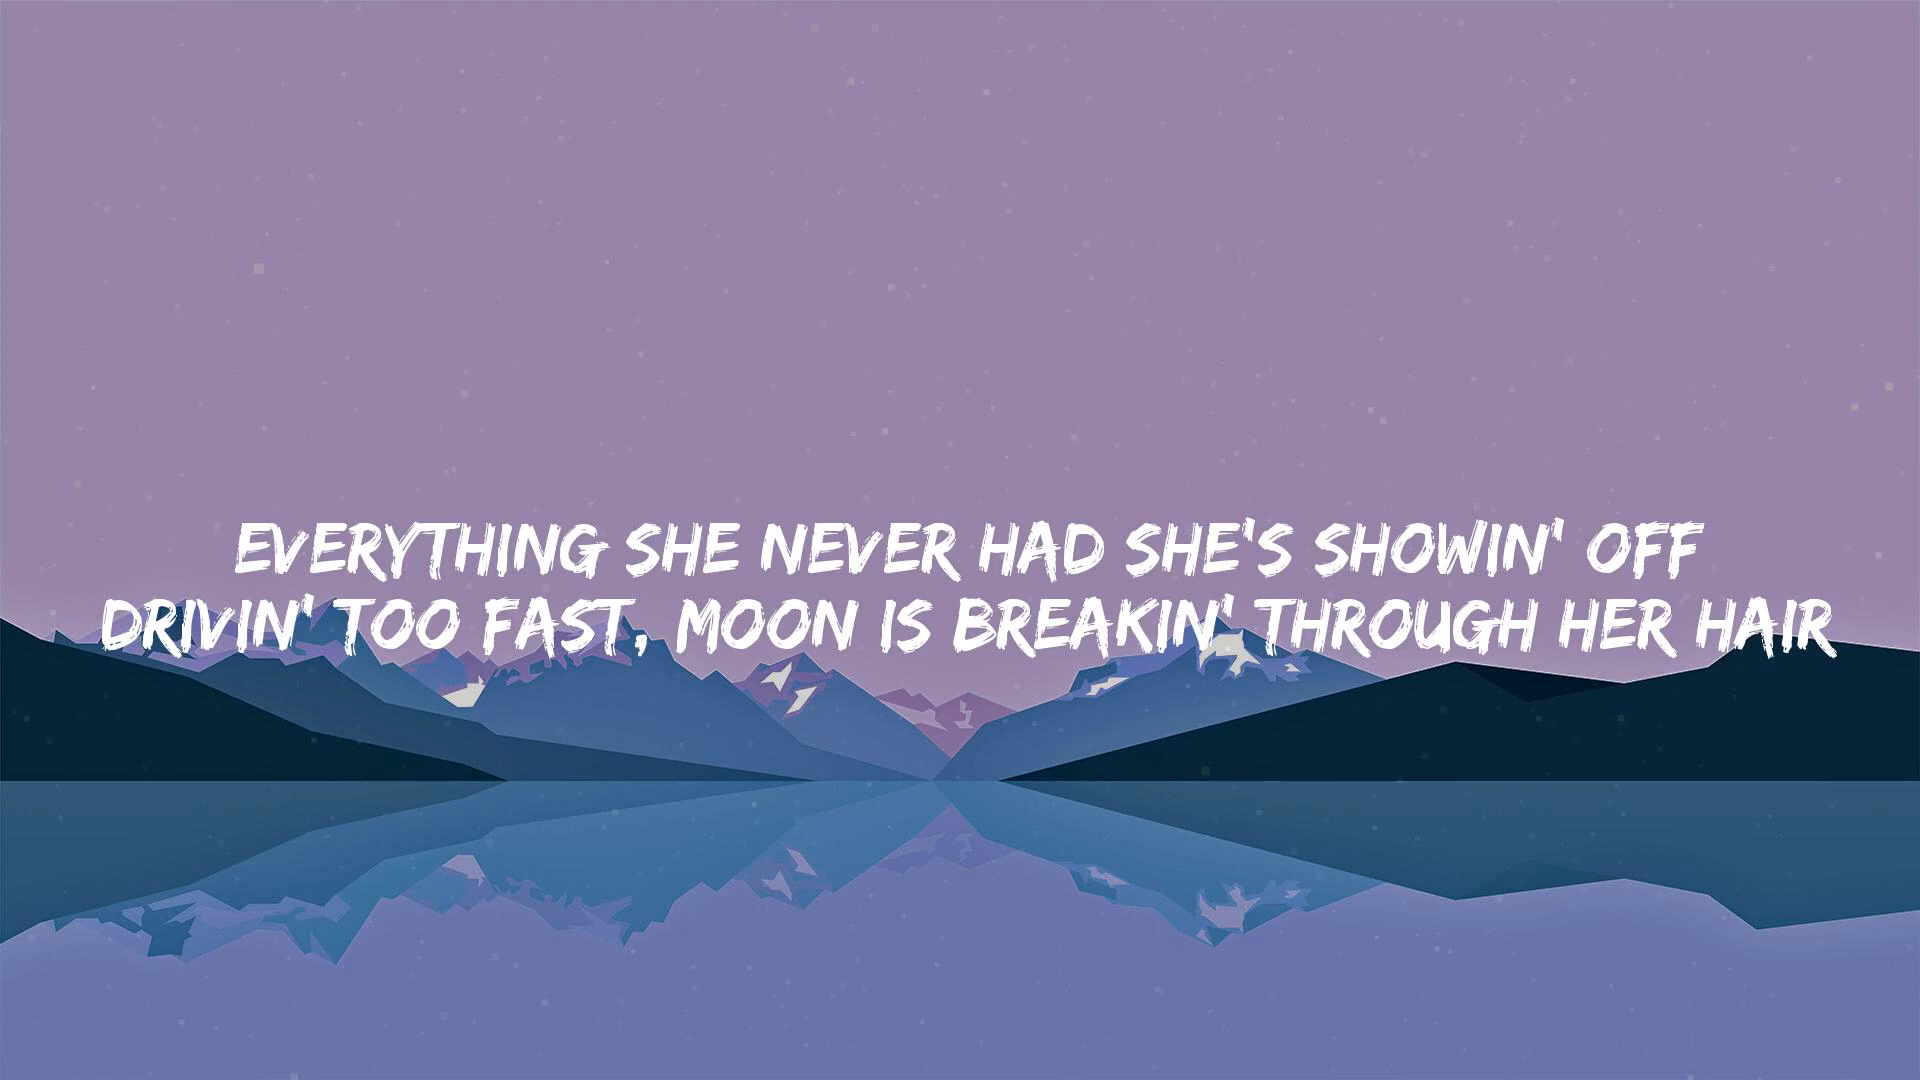 EVERYTHING SHE NEVER HAD SHE'S SHOWIN' OFF
DRIVIN' TOO FAST, MOON IS BREAKIN' THROUGH HER HAIR